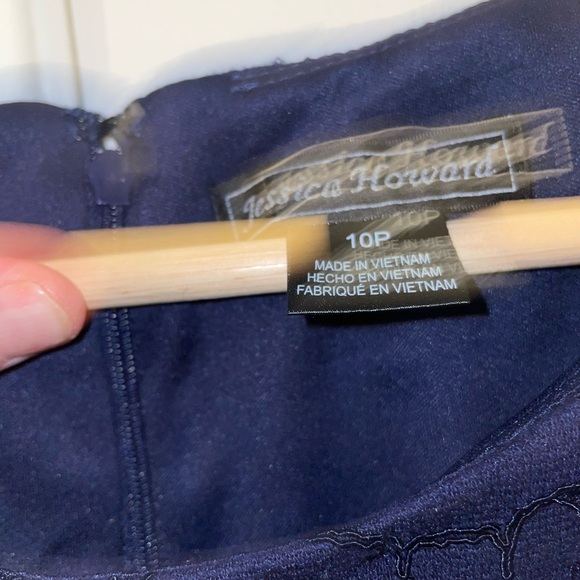 Jessica Howard
10P
MADE IN VIETNAM
HECHO EN VIETNAM
FABRIQUÉ EN VIETNAM